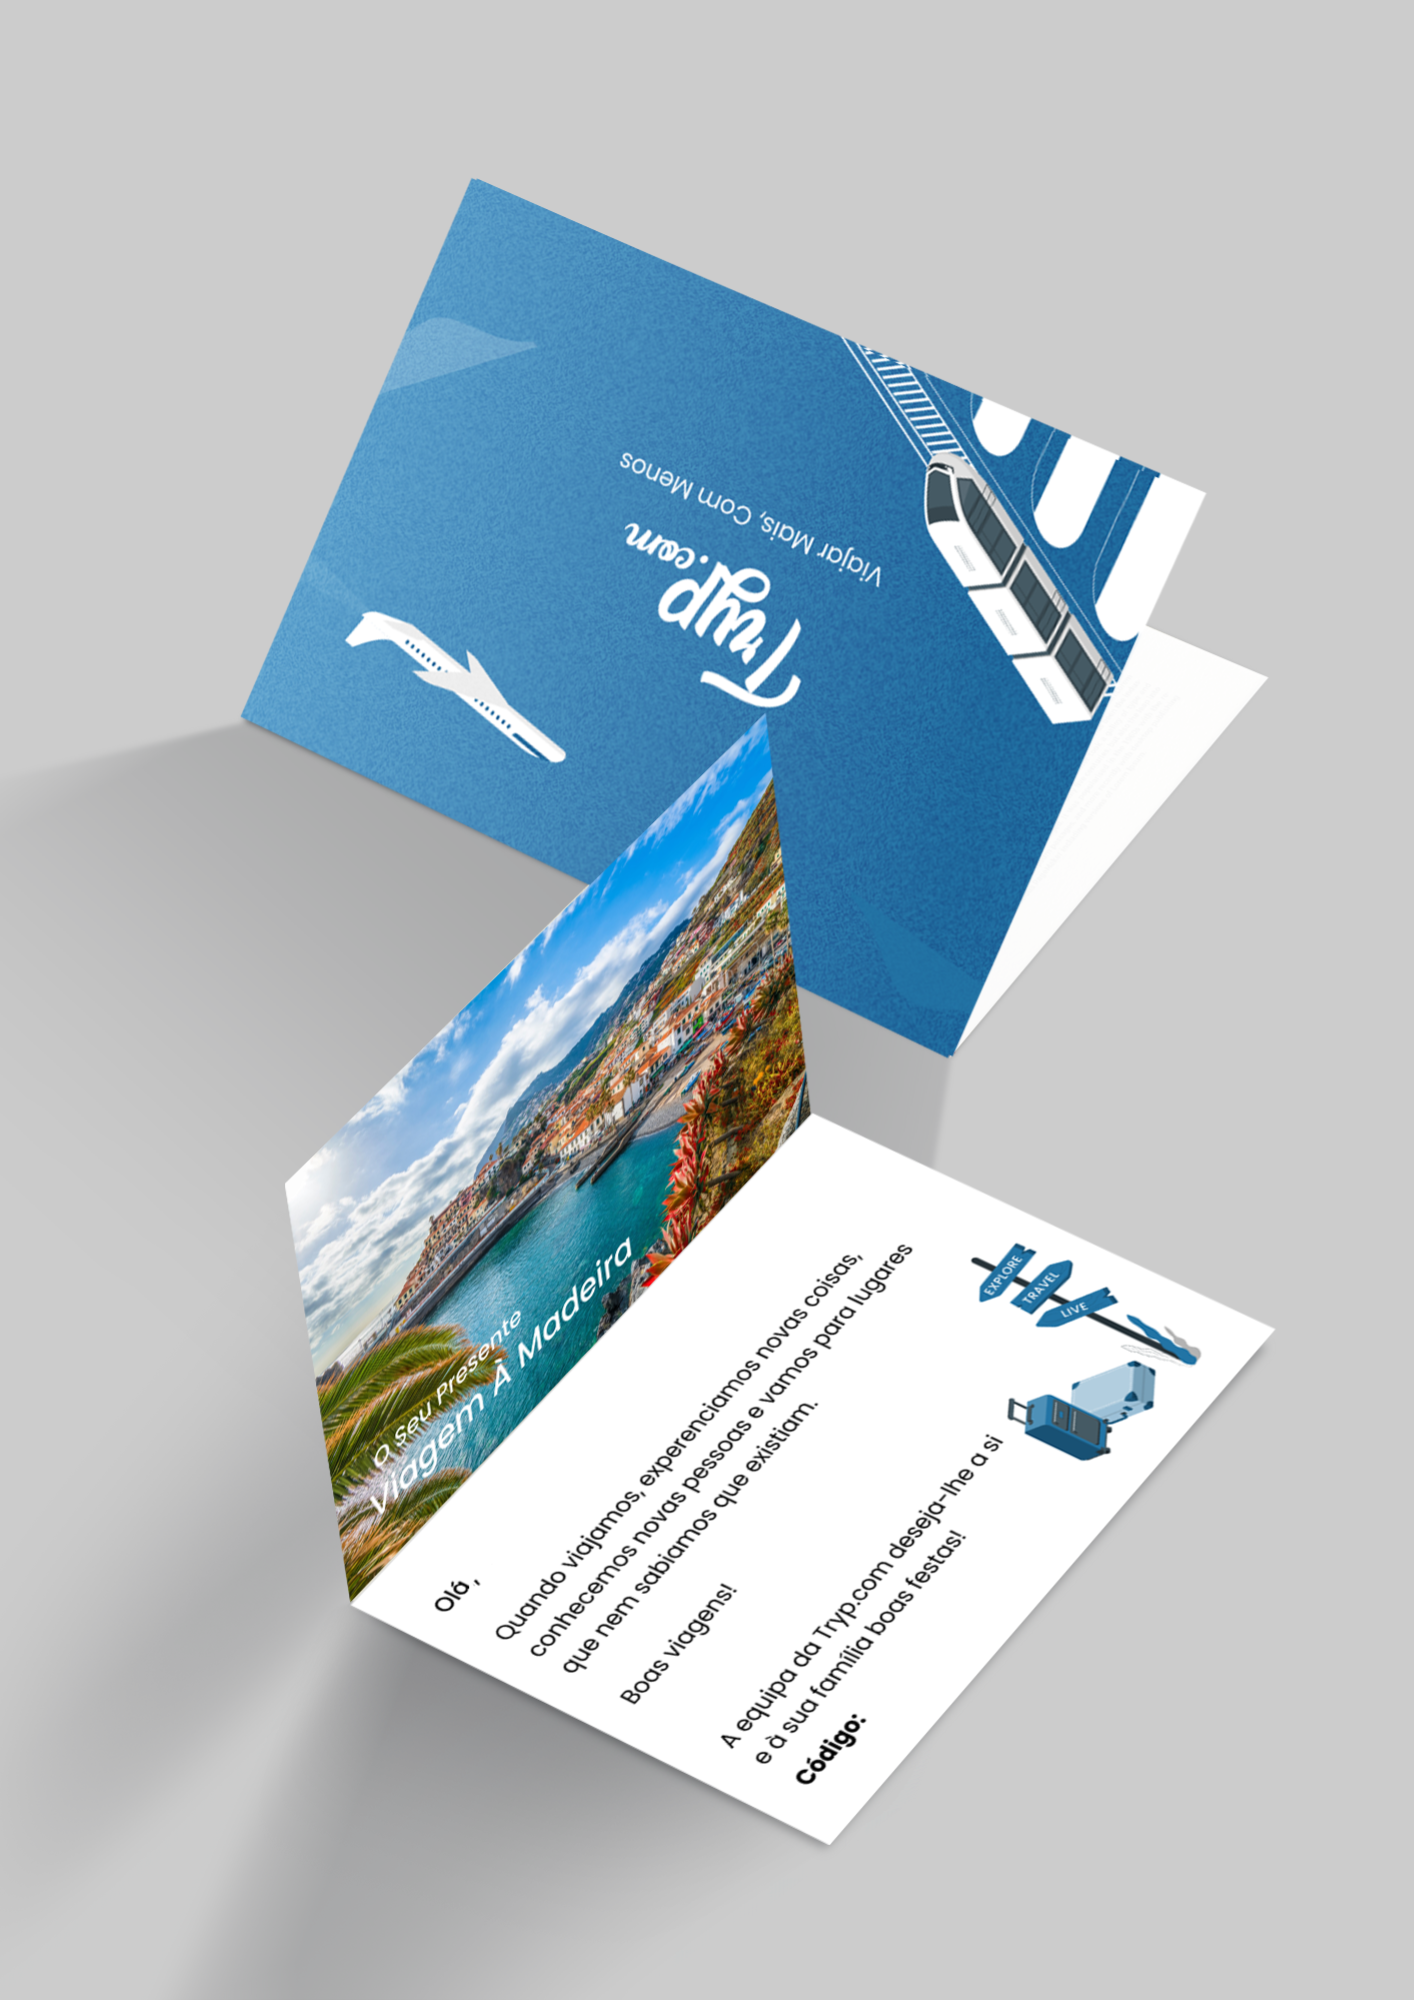 Tryp.com
Viajar Mais, Com Menos
O Seu Presente
Viagem À Madeira
Olá,
Quando viajamos, experenciamos novas coisas,
conhecemos novas pessoas e vamos para lugares
que nem sabiamos que existiam.
Boas viagens!
A equipa da Tryp.com deseja-lhe a si
e à sua família boas festas!
Código:
EXPLORE
TRAVEL
LIVE